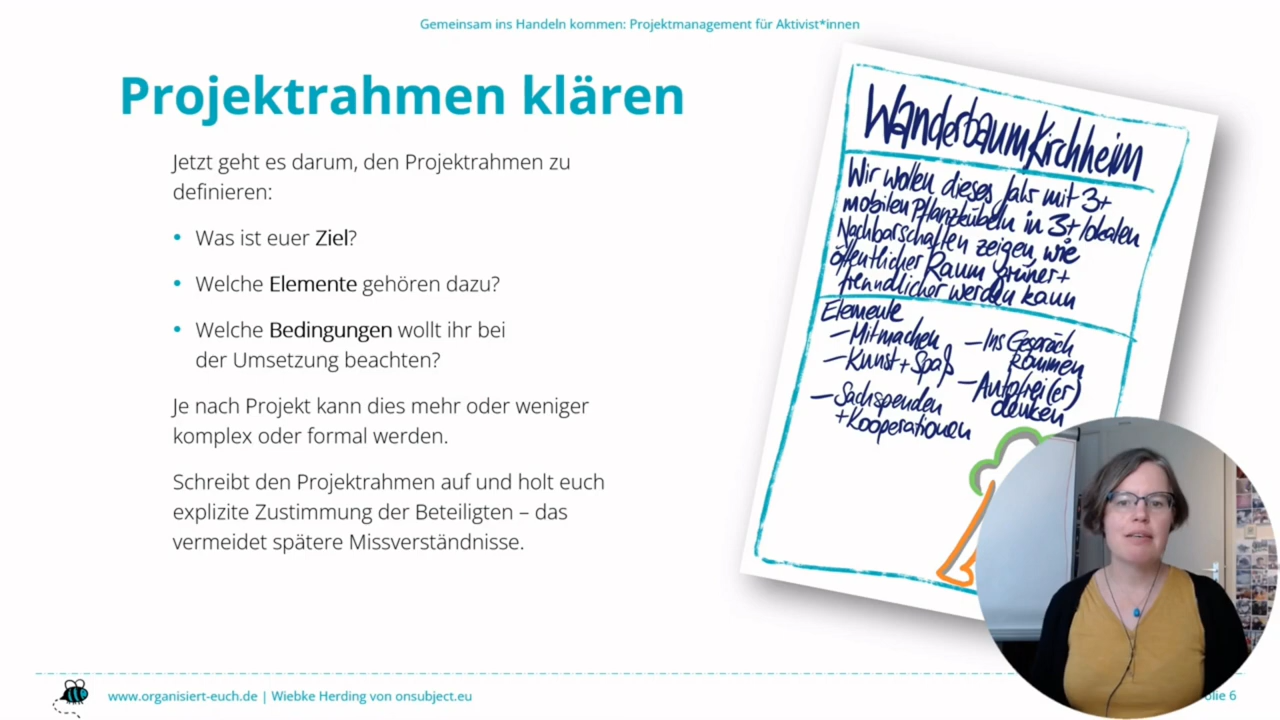 Gemeinsam ins Handeln kommen: Projektmanagement für Aktivist*innen
Projektrahmen klären
Jetzt geht es darum, den Projektrahmen zu
definieren:
• Was ist euer Ziel?
• Welche Elemente gehören dazu?
• Welche Bedingungen wollt ihr bei
der Umsetzung beachten?
Je nach Projekt kann dies mehr oder weniger
komplex oder formal werden.
Schreibt den Projektrahmen auf und holt euch
explizite Zustimmung der Beteiligten – das
vermeidet spätere Missverständnisse.
WanderbaumKirchheim
Wir wollen dieses Jahr mit 3+
mobilen Pflanzkübeln in 3+ lokalen
Nachbarschaften zeigen, wie
öffentlicher Raum grüner+
freundlicher werden kann
Elemente
– Mitmachen
– Kunst + Spaß
– Sachspenden
+Kooperationen
– Ins Gespräch
kommen
– Autofrei(er)
denken
www.organisiert-euch.de | Wiebke Herding von onsubject.eu
olie 6